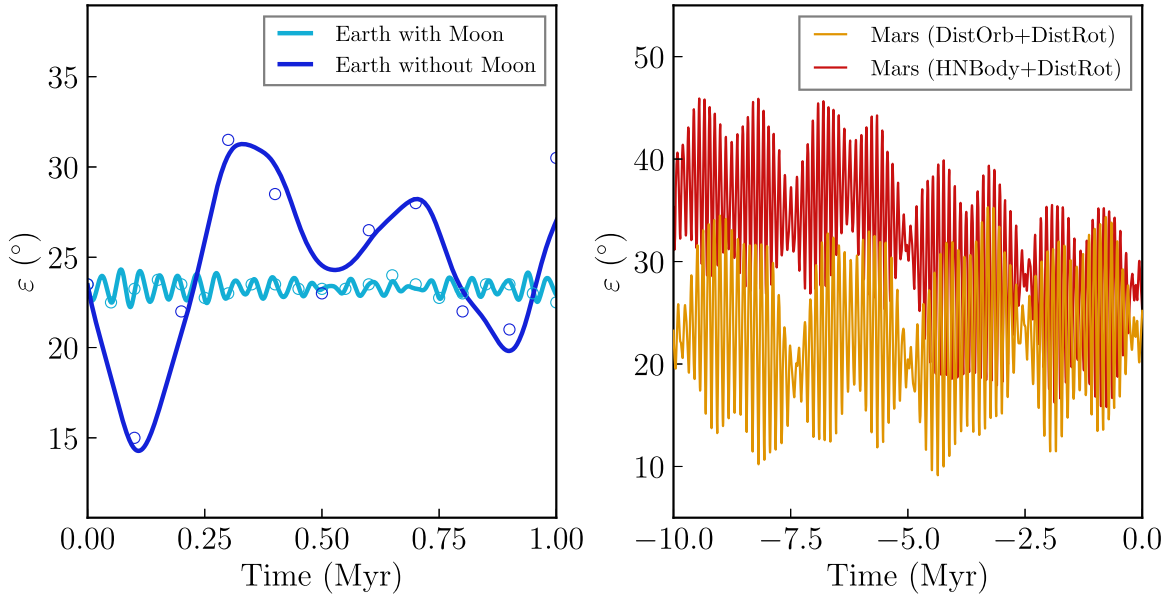 Earth with Moon
Earth without Moon
35
30
25
20
15
ε (°)
0.00 0.25 0.50 0.75 1.00
Time (Myr)
Mars (DistOrb+DistRot)
Mars (HNBody+DistRot)
50
40
30
20
10
ε (°)
−10.0 −7.5 −5.0 −2.5 0.0
Time (Myr)